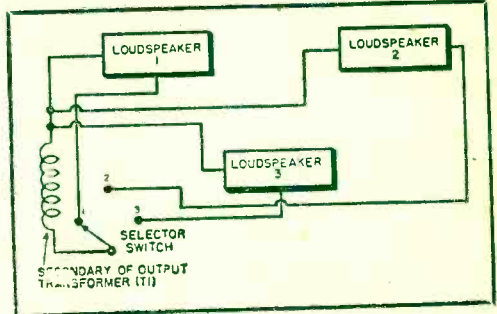 LOUDSPEAKER
1
LOUDSPEAKER
2
LOUDSPEAKER
3
2
1
3
SELECTOR
SWITCH
SECONDARY OF OUTPUT
TRANSFORMER (T1)